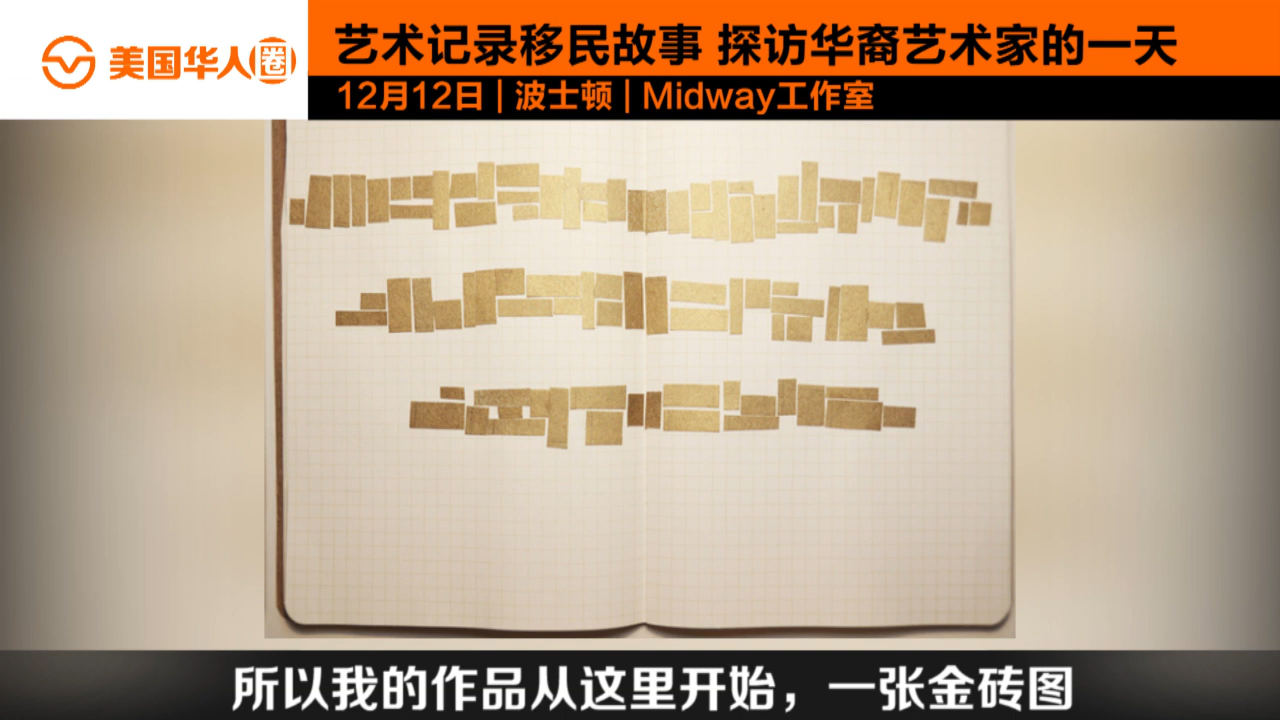 美国华人圈
艺术记录移民故事 探访华裔艺术家的一天
12月12日 | 波士顿 | Midway工作室
所以我的作品从这里开始，一张金砖图